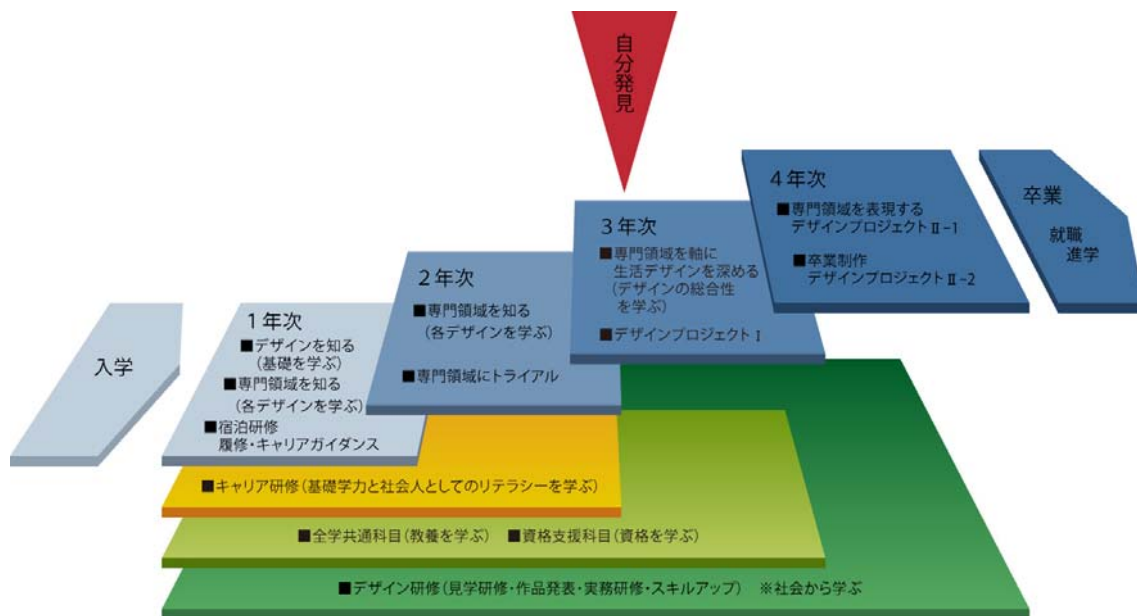 自分発見
入学
1年次
■デザインを知る
(基礎を学ぶ)
■専門領域を知る
(各デザインを学ぶ)
■宿泊研修
履修・キャリアガイダンス
2年次
■専門領域を知る
(各デザインを学ぶ)
■専門領域にトライアル
3年次
■専門領域を軸に
生活デザインを深める
(デザインの総合性
を学ぶ)
■デザインプロジェクトⅠ
4年次
■専門領域を表現する
デザインプロジェクトⅡ-1
■卒業制作
デザインプロジェクトⅡ-2
卒業
就職
進学
■キャリア研修(基礎学力と社会人としてのリテラシーを学ぶ)
■全学共通科目(教養を学ぶ) ■資格支援科目(資格を学ぶ)
■デザイン研修(見学研修・作品発表・実務研修・スキルアップ) ※社会から学ぶ